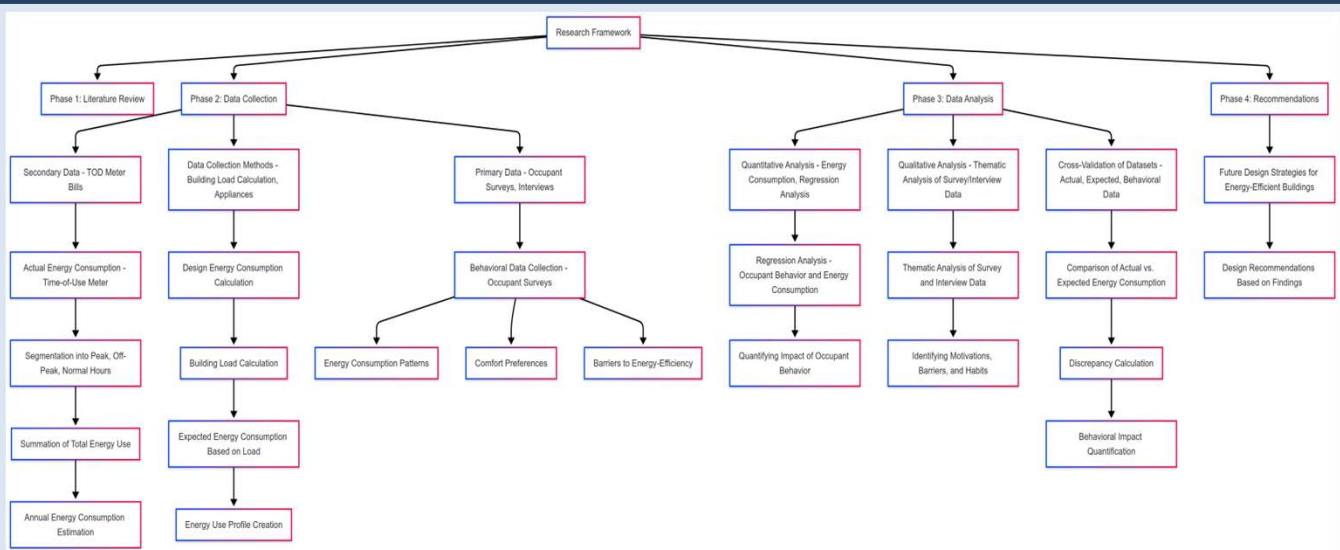 Research Framework
Phase 1: Literature Review
Phase 2: Data Collection
Phase 3: Data Analysis
Phase 4: Recommendations
Secondary Data - TOD Meter
Bills
Data Collection Methods -
Building Load Calculation,
Appliances
Primary Data - Occupant
Surveys, Interviews
Quantitative Analysis - Energy
Consumption, Regression
Analysis
Qualitative Analysis - Thematic
Analysis of Survey/Interview
Data
Cross-Validation of Datasets -
Actual, Expected, Behavioral
Data
Future Design Strategies for
Energy-Efficient Buildings
Actual Energy Consumption -
Time-of-Use Meter
Design Energy Consumption
Calculation
Behavioral Data Collection -
Occupant Surveys
Regression Analysis -
Occupant Behavior and Energy
Consumption
Thematic Analysis of Survey
and Interview Data
Comparison of Actual vs.
Expected Energy Consumption
Design Recommendations
Based on Findings
Segmentation into Peak, Off-
Peak, Normal Hours
Building Load Calculation
Energy Consumption Patterns
Comfort Preferences
Barriers to Energy-Efficiency
Quantifying Impact of Occupant
Behavior
Identifying Motivations,
Barriers, and Habits
Discrepancy Calculation
Summation of Total Energy Use
Expected Energy Consumption
Based on Load
Behavioral Impact
Quantification
Annual Energy Consumption
Estimation
Energy Use Profile Creation